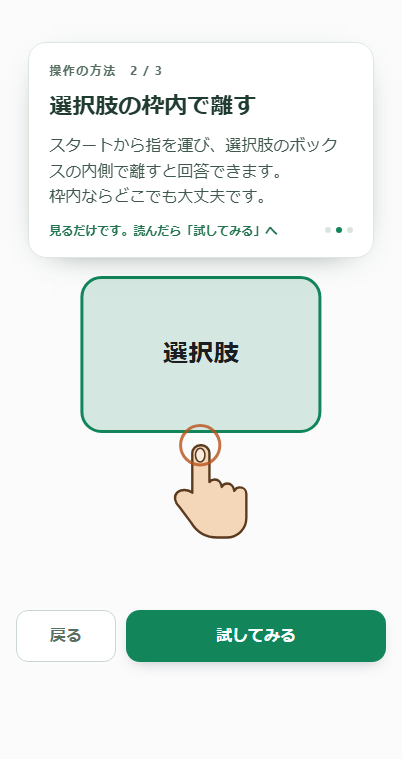 操作の方法 2 / 3
選択肢の枠内で離す
スタートから指を運び、選択肢のボック
スの内側で離すと回答できます。
枠内ならどこでも大丈夫です。
見るだけです。読んだら「試してみる」へ
選択肢
戻る
試してみる